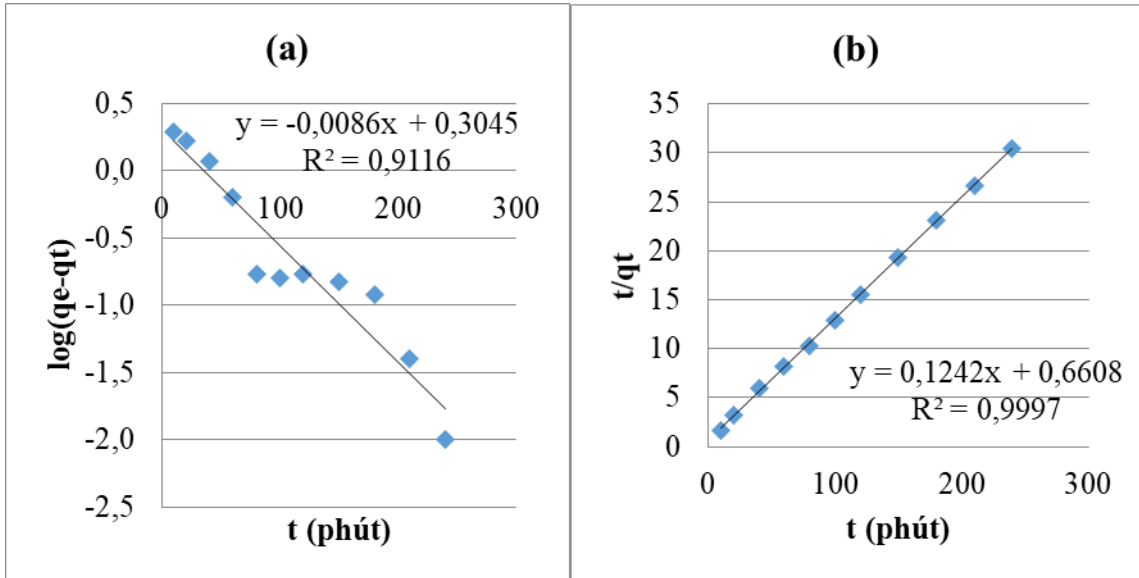 (a)
0,5
0,0
-0,5
-1,0
-1,5
-2,0
-2,5
log(qe-qt)
y = -0,0086x + 0,3045
R² = 0,9116
0
100
200
300
t (phút)
(b)
35
30
25
20
15
10
5
0
t/qt
y = 0,1242x + 0,6608
R² = 0,9997
0
100
200
300
t (phút)